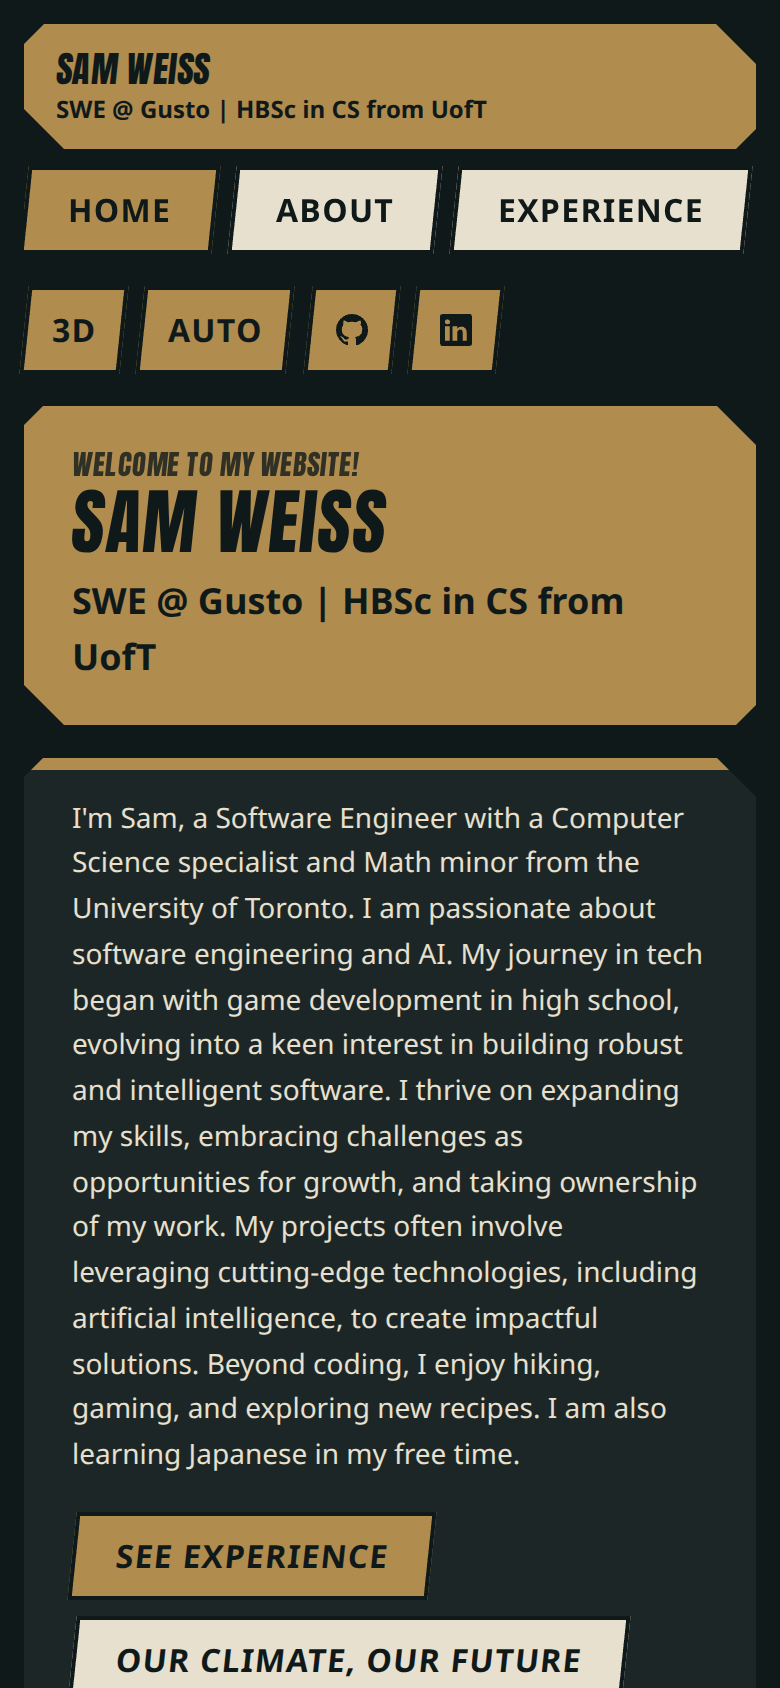 SAM WEISS
SWE @ Gusto | HBSc in CS from UofT
HOME ABOUT EXPERIENCE
3D AUTO in
WELCOME TO MY WEBSITE!
SAM WEISS
SWE @ Gusto | HBSc in CS from
UofT
I'm Sam, a Software Engineer with a Computer
Science specialist and Math minor from the
University of Toronto. I am passionate about
software engineering and AI. My journey in tech
began with game development in high school,
evolving into a keen interest in building robust
and intelligent software. I thrive on expanding
my skills, embracing challenges as
opportunities for growth, and taking ownership
of my work. My projects often involve
leveraging cutting-edge technologies, including
artificial intelligence, to create impactful
solutions. Beyond coding, I enjoy hiking,
gaming, and exploring new recipes. I am also
learning Japanese in my free time.
SEE EXPERIENCE
OUR CLIMATE, OUR FUTURE